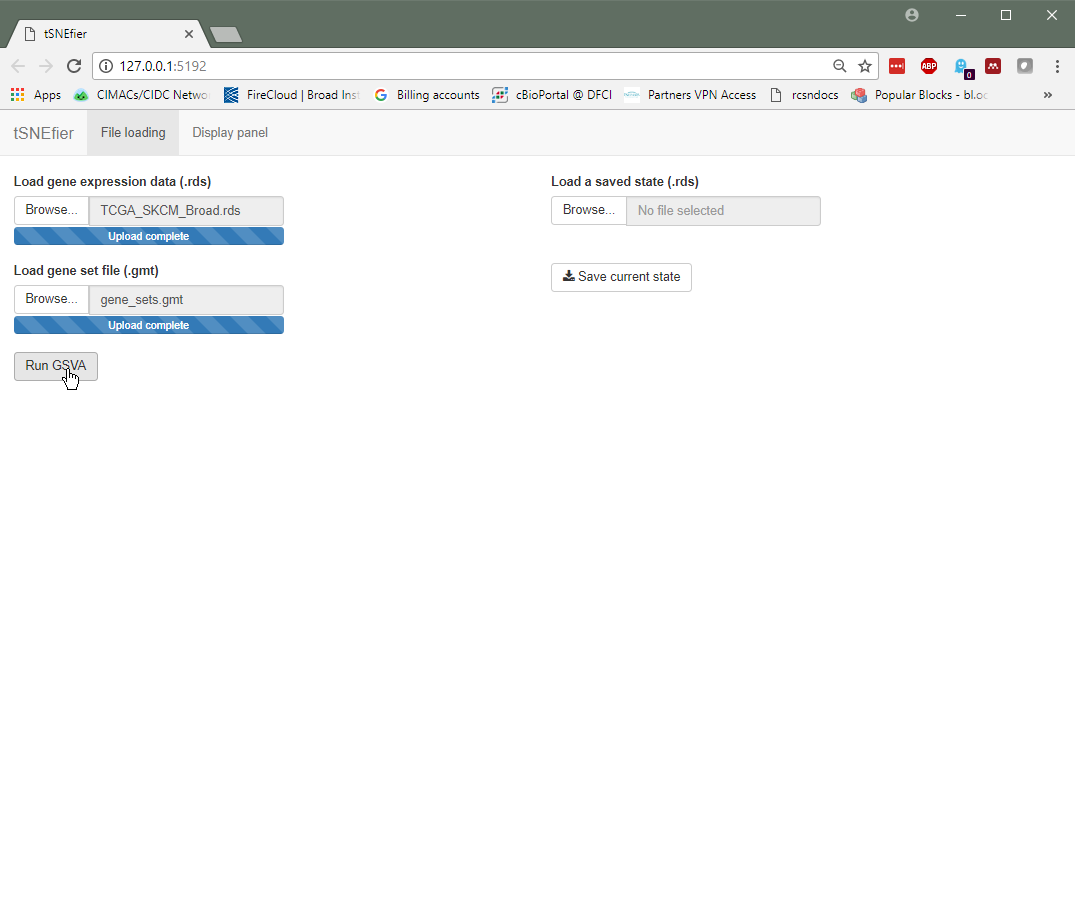 tSNEfier
127.0.0.1:5192
ABP
0
Apps CIMACs/CIDC Netwo FireCloud | Broad Inst Billing accounts cBioPortal @ DFCI Partners VPN Access rcsndocs Popular Blocks - bl.oc »
tSNEfier File loading Display panel
Load gene expression data (.rds)
Browse... TCGA_SKCM_Broad.rds
Upload complete
Load gene set file (.gmt)
Browse... gene_sets.gmt
Upload complete
Run GSVA
Load a saved state (.rds)
Browse... No file selected
Save current state